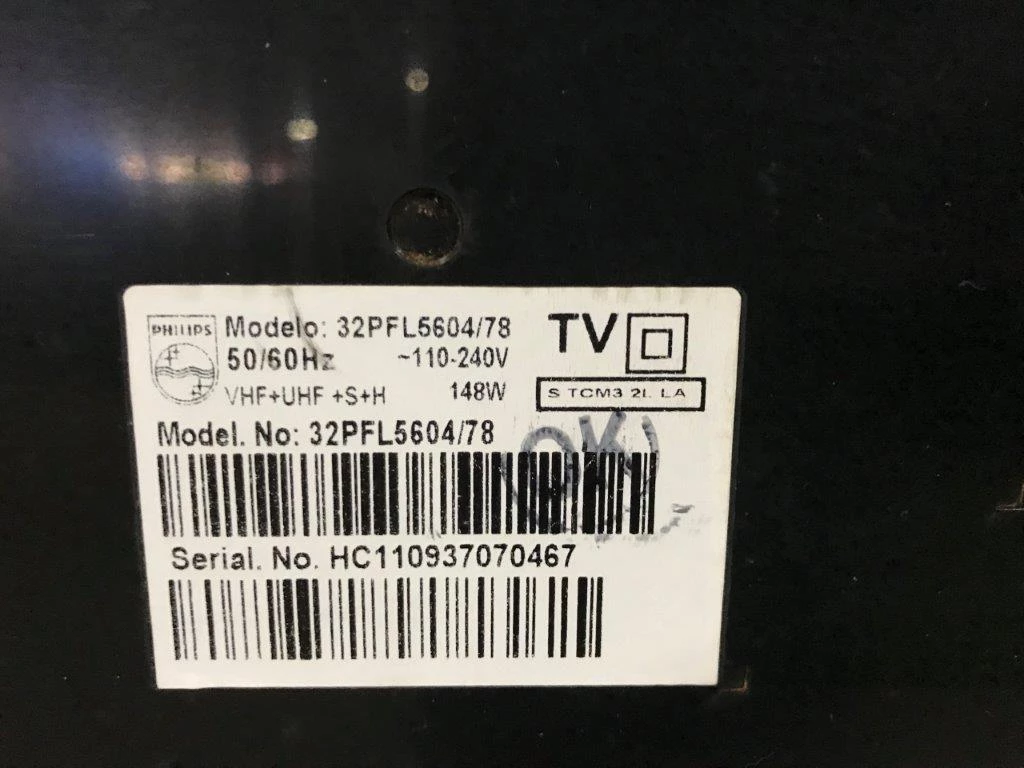 PHILIPS
Modelo: 32PFL5604/78
50/60Hz ~110-240V
VHF+UHF +S+H 148W
TV
S TCM3 2L LA
Model. No: 32PFL5604/78
OK
Serial. No. HC110937070467